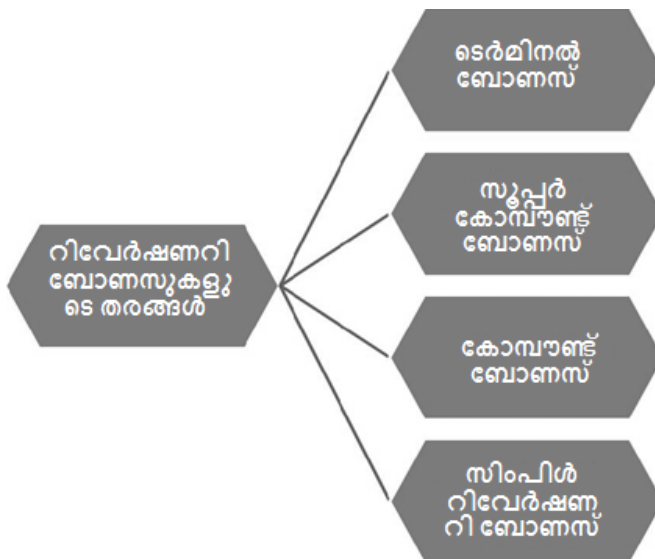 റിവേർഷണറി
ബോണസുകളു
ടെ തരങ്ങൾ
ടെർമിനൽ
ബോണസ്
സൂപ്പർ
കോമ്പൗണ്ട്
ബോണസ്
കോമ്പൗണ്ട്
ബോണസ്
സിംപിൾ
റിവേർഷണ
റി ബോണസ്